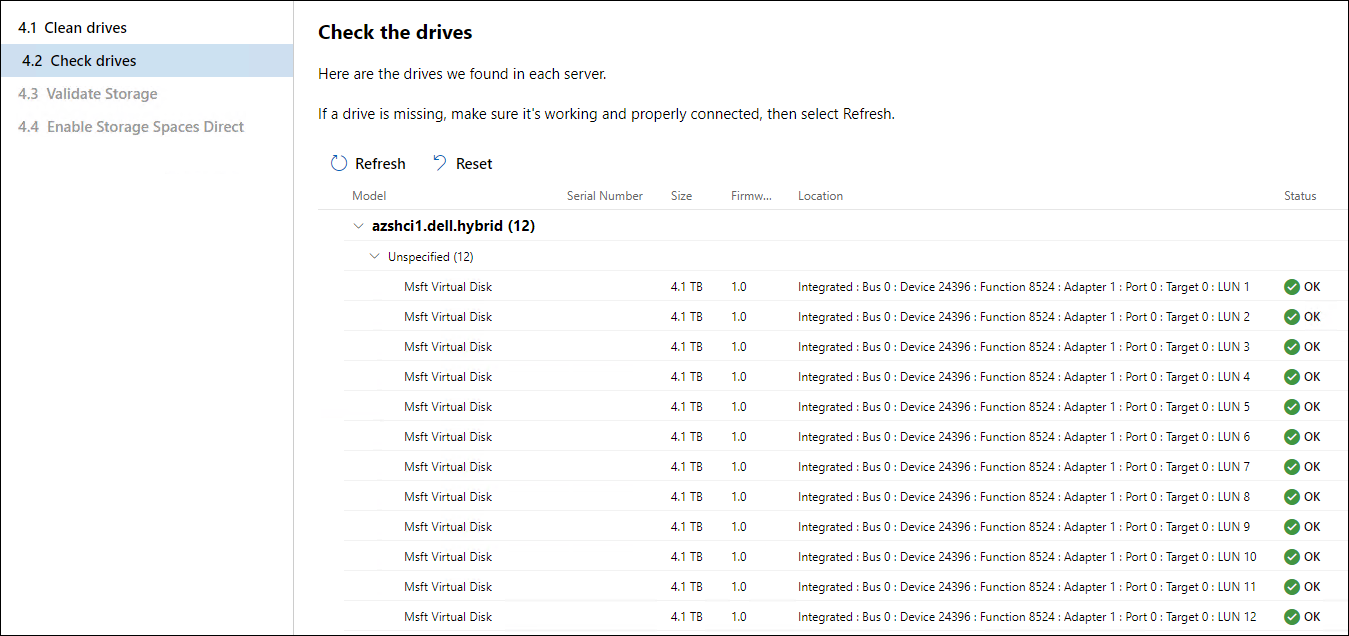 4.1 Clean drives
4.2 Check drives
4.3 Validate Storage
4.4 Enable Storage Spaces Direct
Check the drives
Here are the drives we found in each server.
If a drive is missing, make sure it's working and properly connected, then select Refresh.
Refresh Reset
Model Serial Number Size Firmw... Location Status
azshci1.dell.hybrid (12)
Unspecified (12)
Msft Virtual Disk 4.1 TB 1.0 Integrated : Bus 0 : Device 24396 : Function 8524 : Adapter 1 : Port 0 : Target 0 : LUN 1 OK
Msft Virtual Disk 4.1 TB 1.0 Integrated : Bus 0 : Device 24396 : Function 8524 : Adapter 1 : Port 0 : Target 0 : LUN 2 OK
Msft Virtual Disk 4.1 TB 1.0 Integrated : Bus 0 : Device 24396 : Function 8524 : Adapter 1 : Port 0 : Target 0 : LUN 3 OK
Msft Virtual Disk 4.1 TB 1.0 Integrated : Bus 0 : Device 24396 : Function 8524 : Adapter 1 : Port 0 : Target 0 : LUN 4 OK
Msft Virtual Disk 4.1 TB 1.0 Integrated : Bus 0 : Device 24396 : Function 8524 : Adapter 1 : Port 0 : Target 0 : LUN 5 OK
Msft Virtual Disk 4.1 TB 1.0 Integrated : Bus 0 : Device 24396 : Function 8524 : Adapter 1 : Port 0 : Target 0 : LUN 6 OK
Msft Virtual Disk 4.1 TB 1.0 Integrated : Bus 0 : Device 24396 : Function 8524 : Adapter 1 : Port 0 : Target 0 : LUN 7 OK
Msft Virtual Disk 4.1 TB 1.0 Integrated : Bus 0 : Device 24396 : Function 8524 : Adapter 1 : Port 0 : Target 0 : LUN 8 OK
Msft Virtual Disk 4.1 TB 1.0 Integrated : Bus 0 : Device 24396 : Function 8524 : Adapter 1 : Port 0 : Target 0 : LUN 9 OK
Msft Virtual Disk 4.1 TB 1.0 Integrated : Bus 0 : Device 24396 : Function 8524 : Adapter 1 : Port 0 : Target 0 : LUN 10 OK
Msft Virtual Disk 4.1 TB 1.0 Integrated : Bus 0 : Device 24396 : Function 8524 : Adapter 1 : Port 0 : Target 0 : LUN 11 OK
Msft Virtual Disk 4.1 TB 1.0 Integrated : Bus 0 : Device 24396 : Function 8524 : Adapter 1 : Port 0 : Target 0 : LUN 12 OK